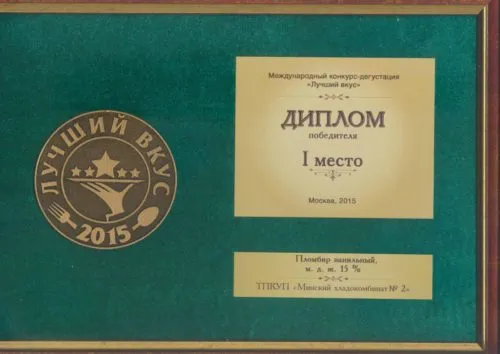 ЛУЧШИЙ ВКУС
2015
Международный конкурс-дегустация
«Лучший вкус»
ДИПЛОМ
победителя
I место
Москва, 2015
Пломбир ванильный,
м. д. ж. 15 %
ТПКУП «Минский хладокомбинат № 2»